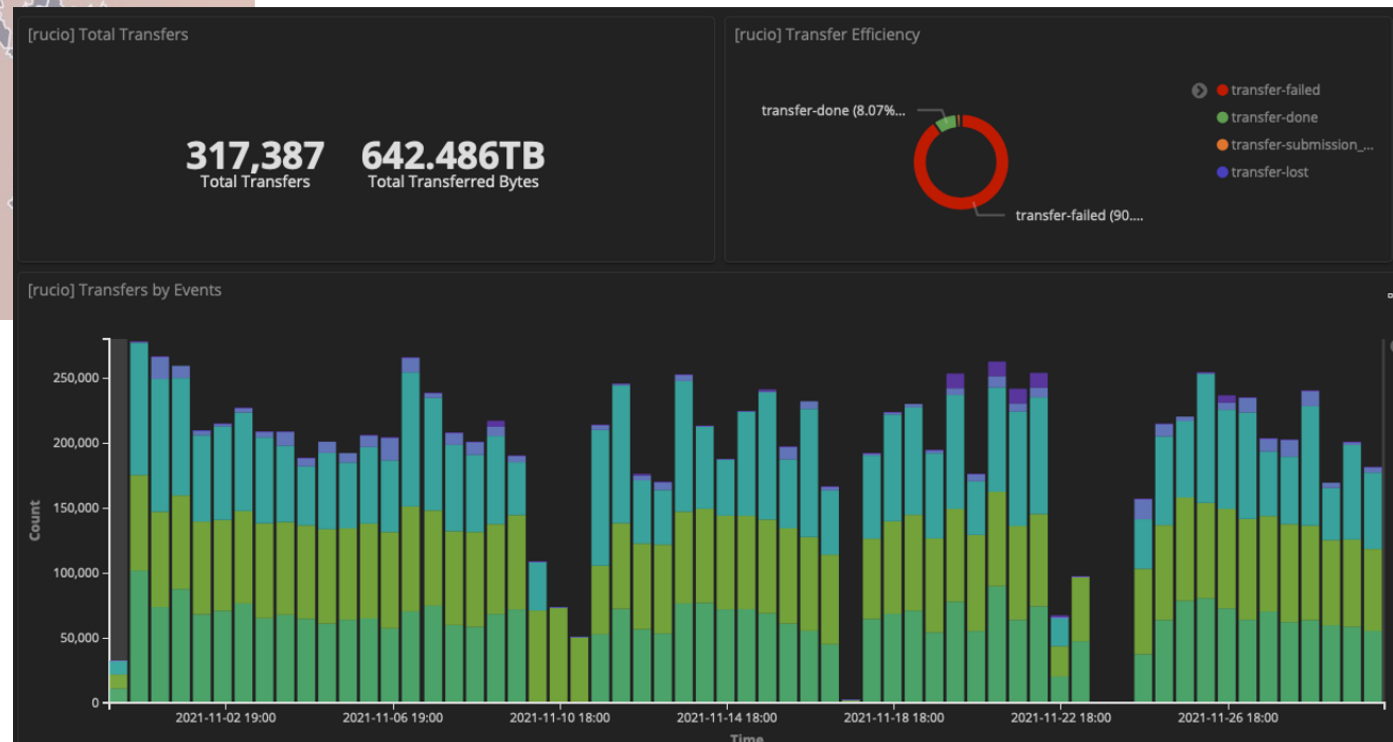 [rucio] Total Transfers
317,387 642.486TB
Total Transfers Total Transferred Bytes
[rucio] Transfer Efficiency
transfer-done (8.07%...
transfer-failed (90....
transfer-failed
transfer-done
transfer-submission_...
transfer-lost
[rucio] Transfers by Events
Count
250,000
200,000
150,000
100,000
50,000
0
2021-11-02 19:00 2021-11-06 19:00 2021-11-10 18:00 2021-11-14 18:00 2021-11-18 18:00 2021-11-22 18:00 2021-11-26 18:00
Time